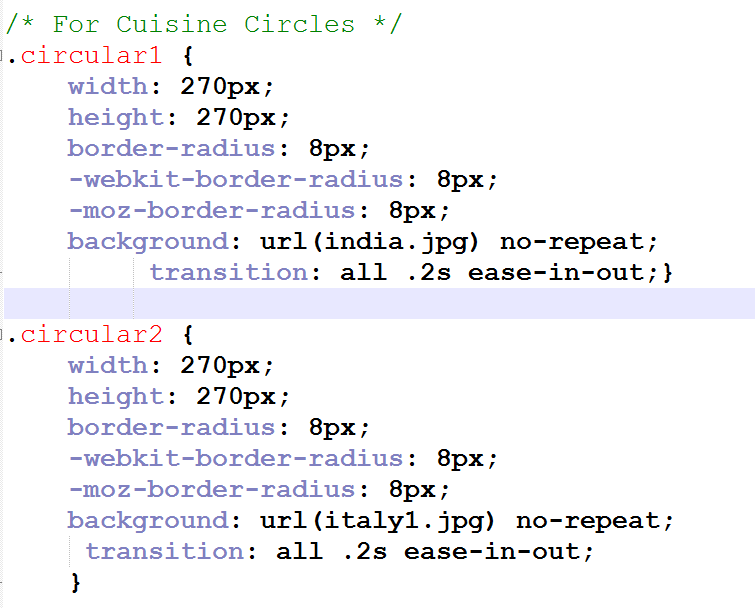 /* For Cuisine Circles */
.circular1 {
width: 270px;
height: 270px;
border-radius: 8px;
-webkit-border-radius: 8px;
-moz-border-radius: 8px;
background: url(india.jpg) no-repeat;
transition: all .2s ease-in-out;}
.circular2 {
width: 270px;
height: 270px;
border-radius: 8px;
-webkit-border-radius: 8px;
-moz-border-radius: 8px;
background: url(italy1.jpg) no-repeat;
transition: all .2s ease-in-out;
}